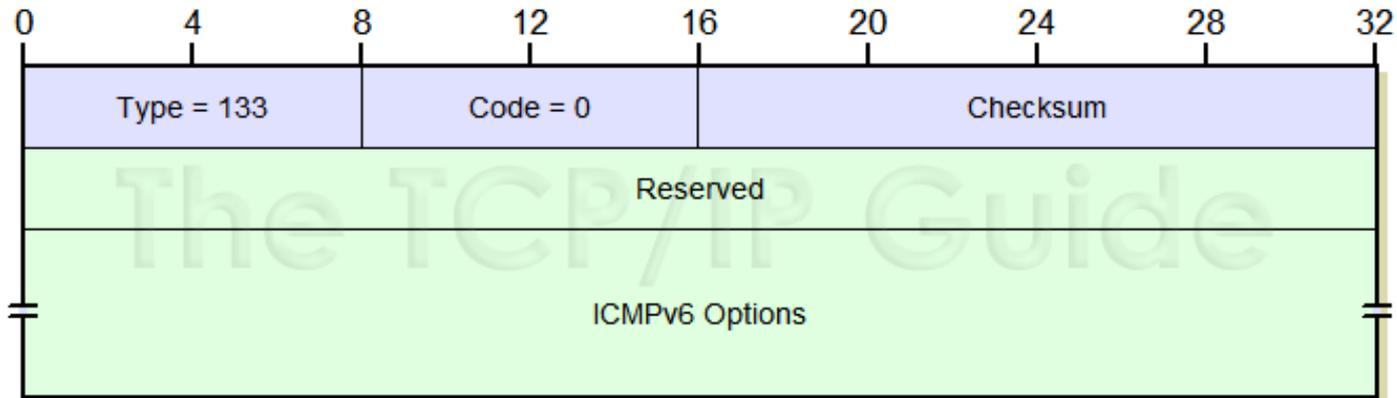 0 4 8 12 16 20 24 28 32
Type = 133 Code = 0 Checksum
Reserved
The TCP/IP Guide
ICMPv6 Options